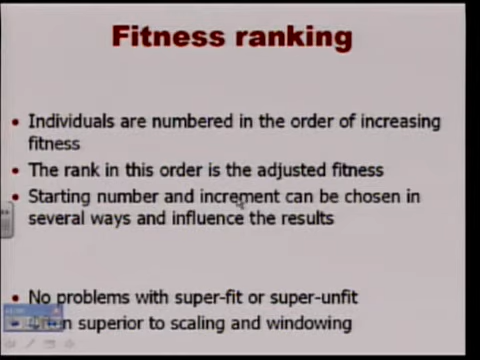 Fitness ranking
• Individuals are numbered in the order of increasing
fitness
• The rank in this order is the adjusted fitness
• Starting number and increment can be chosen in
several ways and influence the results
• No problems with super-fit or super-unfit
superior to scaling and windowing